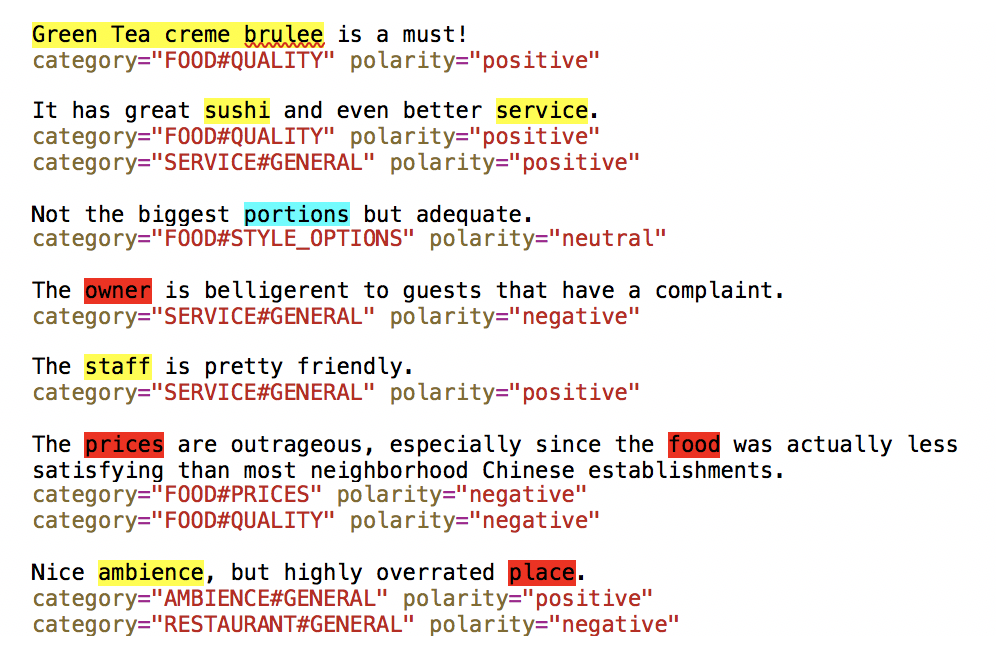 Green Tea creme brulee is a must!
category="FOOD#QUALITY" polarity="positive"
It has great sushi and even better service.
category="FOOD#QUALITY" polarity="positive"
category="SERVICE#GENERAL" polarity="positive"
Not the biggest portions but adequate.
category="FOOD#STYLE_OPTIONS" polarity="neutral"
The owner is belligerent to guests that have a complaint.
category="SERVICE#GENERAL" polarity="negative"
The staff is pretty friendly.
category="SERVICE#GENERAL" polarity="positive"
The prices are outrageous, especially since the food was actually less
satisfying than most neighborhood Chinese establishments.
category="FOOD#PRICES" polarity="negative"
category="FOOD#QUALITY" polarity="negative"
Nice ambience, but highly overrated place.
category="AMBIENCE#GENERAL" polarity="positive"
category="RESTAURANT#GENERAL" polarity="negative"